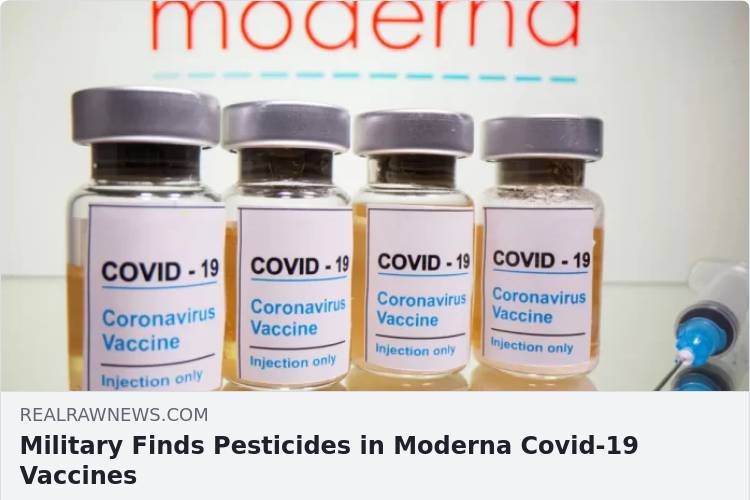 moderna
COVID - 19
Coronavirus
Vaccine
Injection only
COVID - 19
Coronavirus
Vaccine
Injection only
COVID - 19
Coronavirus
Vaccine
Injection only
COVID - 19
Coronavirus
Vaccine
Injection only
REALRAWNEWS.COM
Military Finds Pesticides in Moderna Covid-19
Vaccines